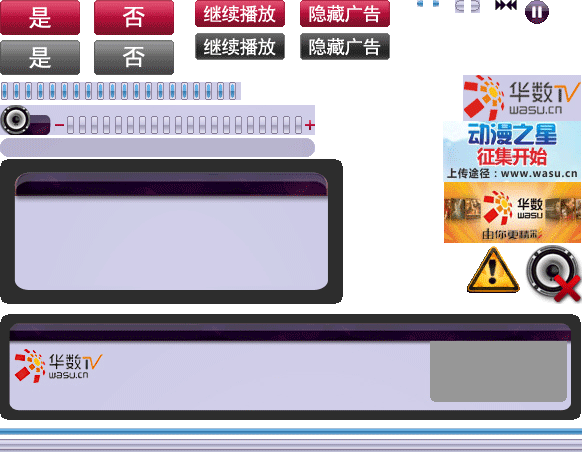 是
否
继续播放
隐藏广告
是
否
继续播放
隐藏广告
华数TV
wasu.cn
动漫之星
征集开始
上传途径：www.wasu.cn
华数
wasu
由你更精彩
华数TV
wasu.cn